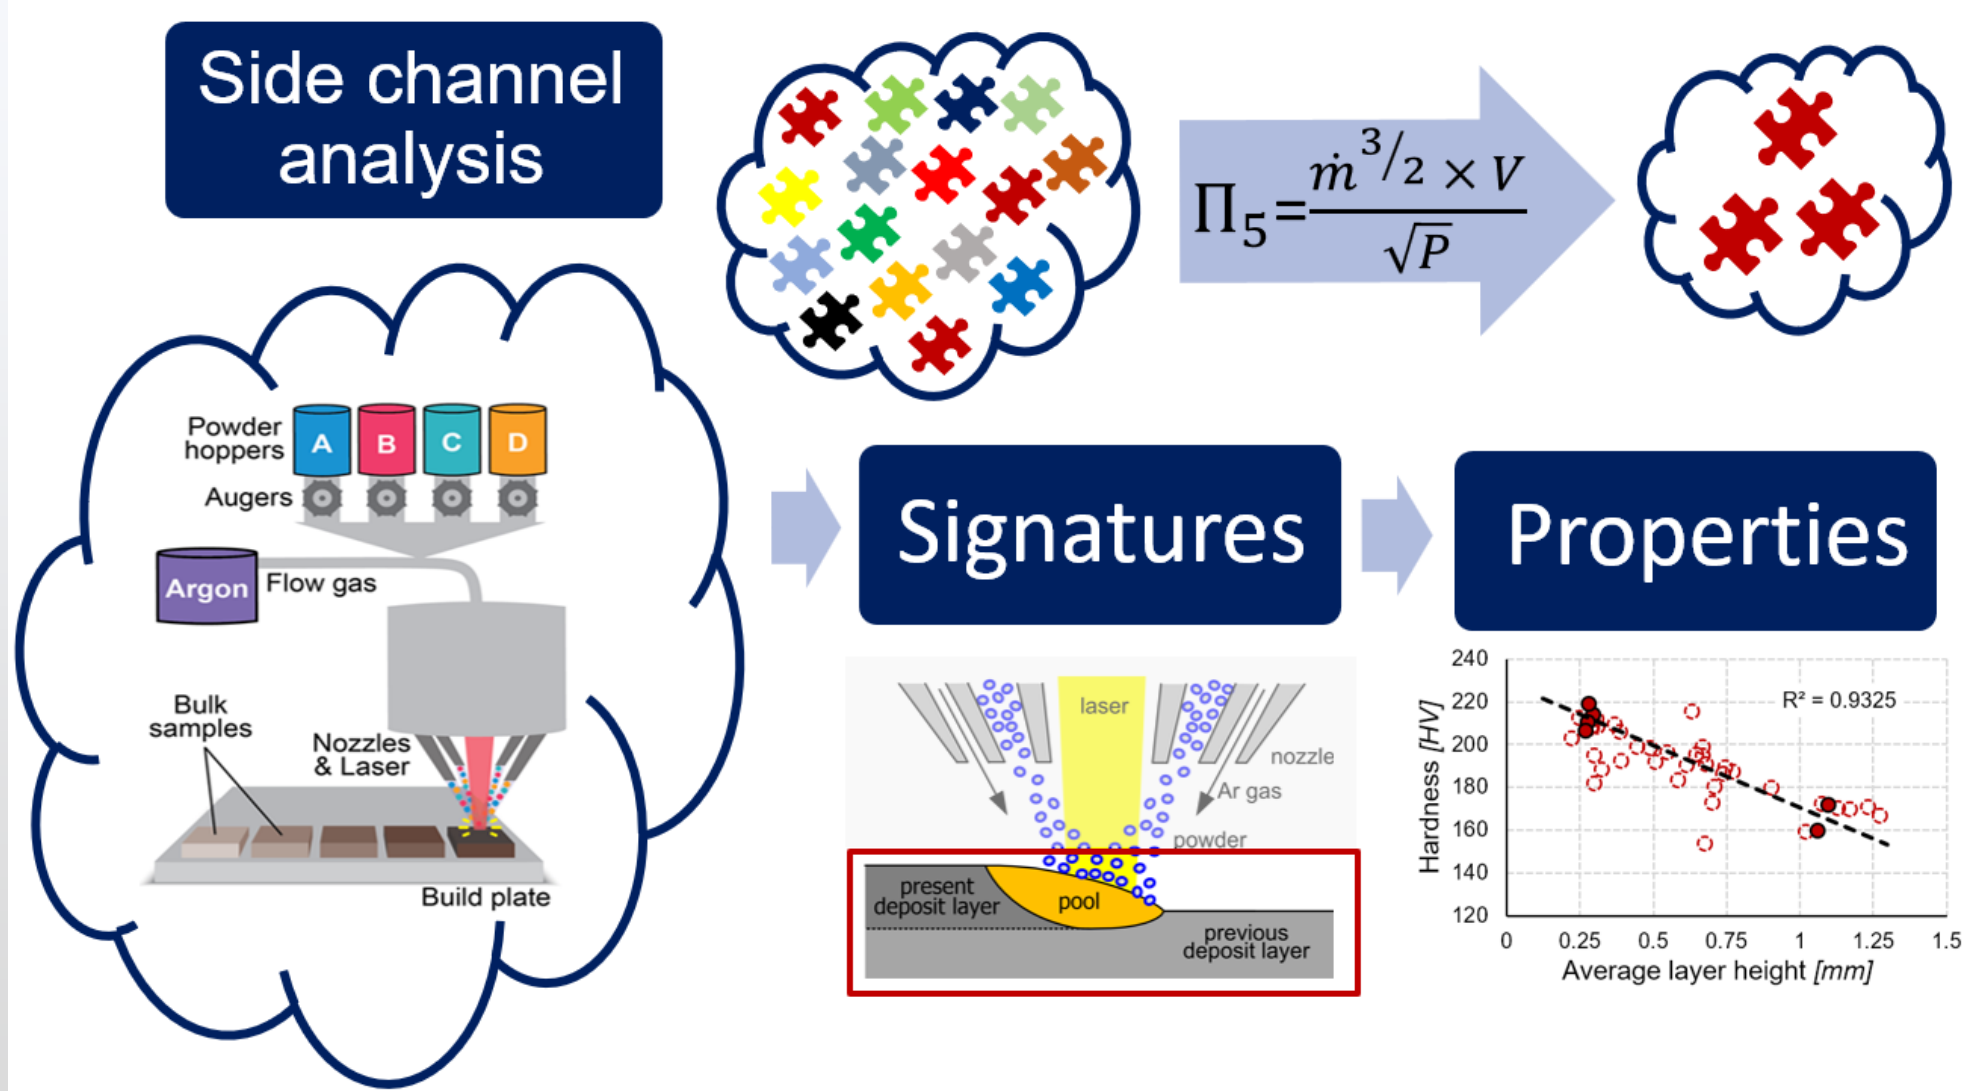 Side channel
analysis
Π₅=ṁ^3/2 × V
√P
Powder
hoppers
A
B
C
D
Augers
Argon
Flow gas
Bulk
samples
Nozzles
& Laser
Build plate
Signatures
laser
nozzle
Ar gas
powder
present
deposit layer
pool
previous
deposit layer
Properties
240
220
200
180
160
140
120
Hardness [HV]
R² = 0.9325
0
0.25
0.5
0.75
1
1.25
1.5
Average layer height [mm]